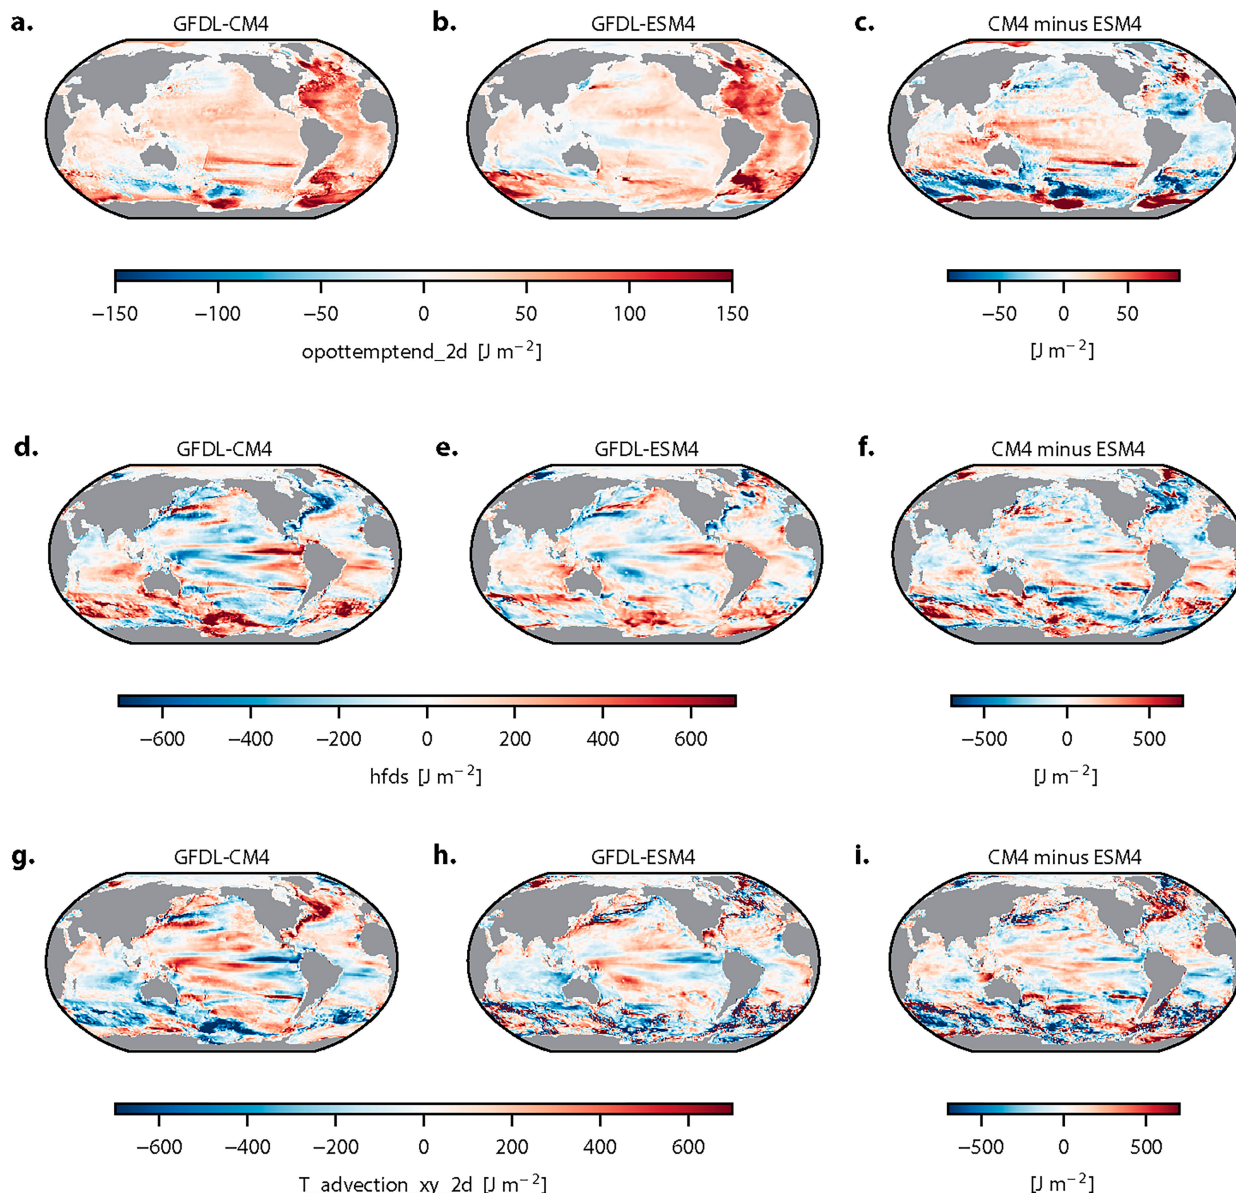 a. GFDL-CM4
b. GFDL-ESM4
c. CM4 minus ESM4
−150 −100 −50 0 50 100 150
opottemptend_2d [J m⁻²]
−50 0 50
[J m⁻²]
d. GFDL-CM4
e. GFDL-ESM4
f. CM4 minus ESM4
−600 −400 −200 0 200 400 600
hfds [J m⁻²]
−500 0 500
[J m⁻²]
g. GFDL-CM4
h. GFDL-ESM4
i. CM4 minus ESM4
−600 −400 −200 0 200 400 600
T_advection_xy_2d [J m⁻²]
−500 0 500
[J m⁻²]